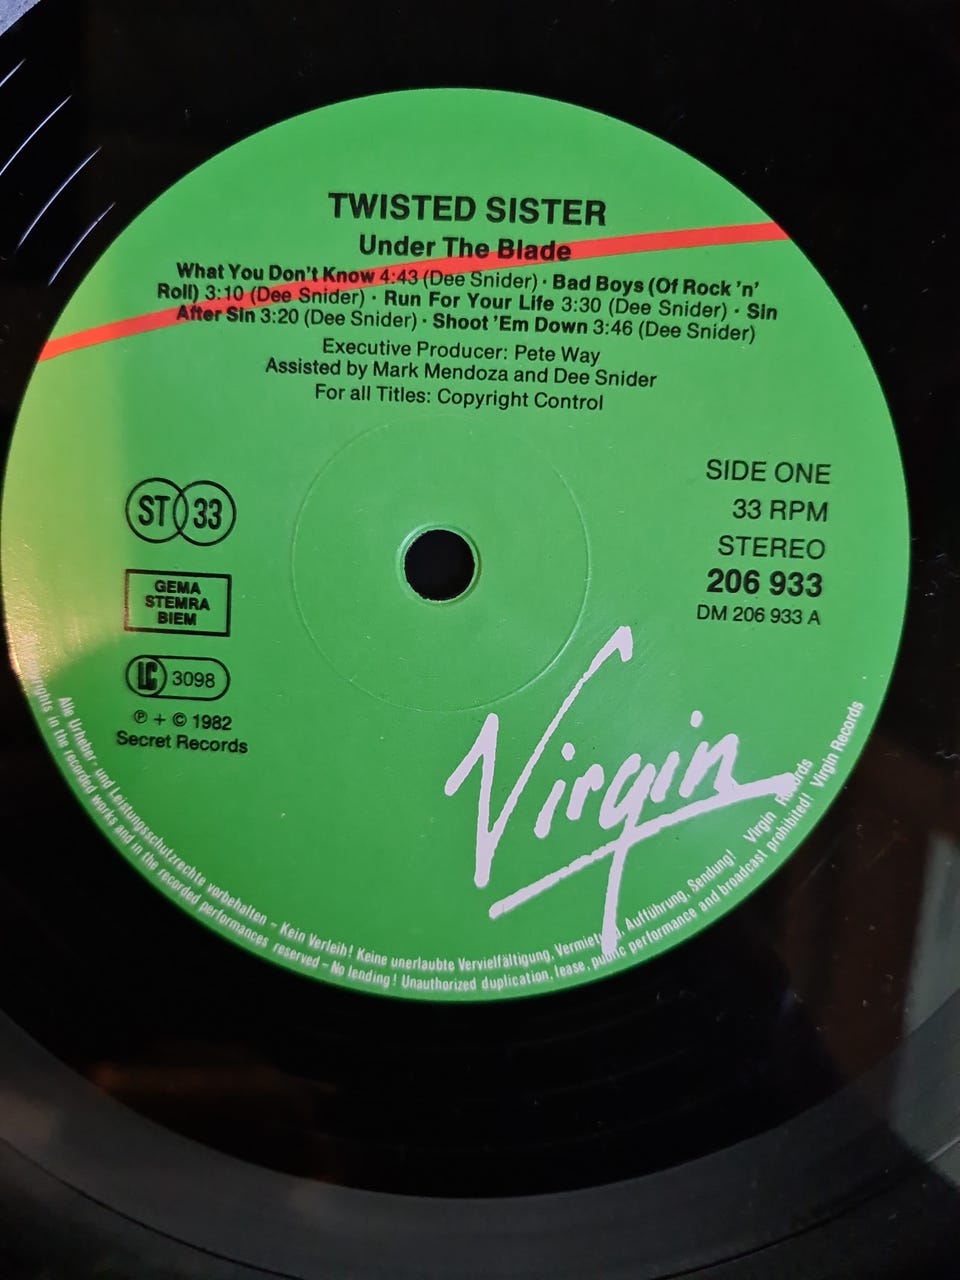 TWISTED SISTER
Under The Blade
What You Don't Know 4:43 (Dee Snider) · Bad Boys (Of Rock 'n'
Roll) 3:10 (Dee Snider) · Run For Your Life 3:30 (Dee Snider) · Sin
After Sin 3:20 (Dee Snider) · Shoot 'Em Down 3:46 (Dee Snider)
Executive Producer: Pete Way
Assisted by Mark Mendoza and Dee Snider
For all Titles: Copyright Control
SIDE ONE
33 RPM
STEREO
206 933
DM 206 933 A
ST 33
GEMA
STEMRA
BIEM
LC 3098
℗ + © 1982
Secret Records
Virgin
Alle Urheber- und Leistungsschutzrechte vorbehalten – Kein Verleih! Keine unerlaubte Vervielfältigung, Vermietung, Aufführung, Sendung! Virgin Records
in the recorded works and in the recorded performances reserved – No lending! Unauthorized duplication, lease, public performance and broadcast prohibited! Virgin Records